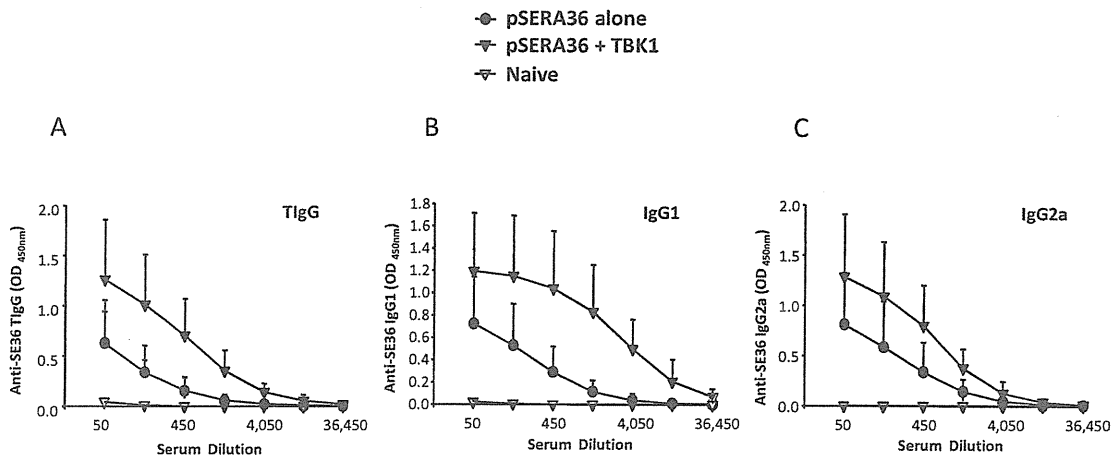 pSERA36 alone
pSERA36 + TBK1
Naive
A
TIgG
Anti-SE36 TIgG (OD 450nm)
2.0
1.5
1.0
0.5
0.0
50
450
4,050
36,450
Serum Dilution
B
IgG1
Anti-SE36 IgG1 (OD 450nm)
1.8
1.6
1.4
1.2
1.0
0.8
0.6
0.4
0.2
0.0
50
450
4,050
36,450
Serum Dilution
C
IgG2a
Anti-SE36 IgG2a (OD 450nm)
2.0
1.5
1.0
0.5
0.0
50
450
4,050
36,450
Serum Dilution